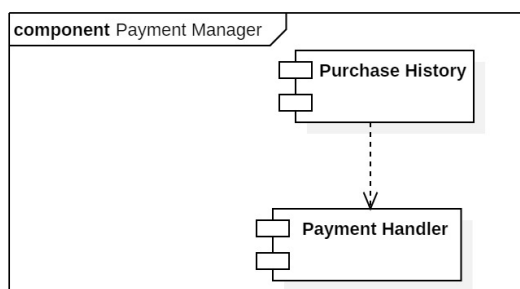 component Payment Manager
Purchase History
Payment Handler